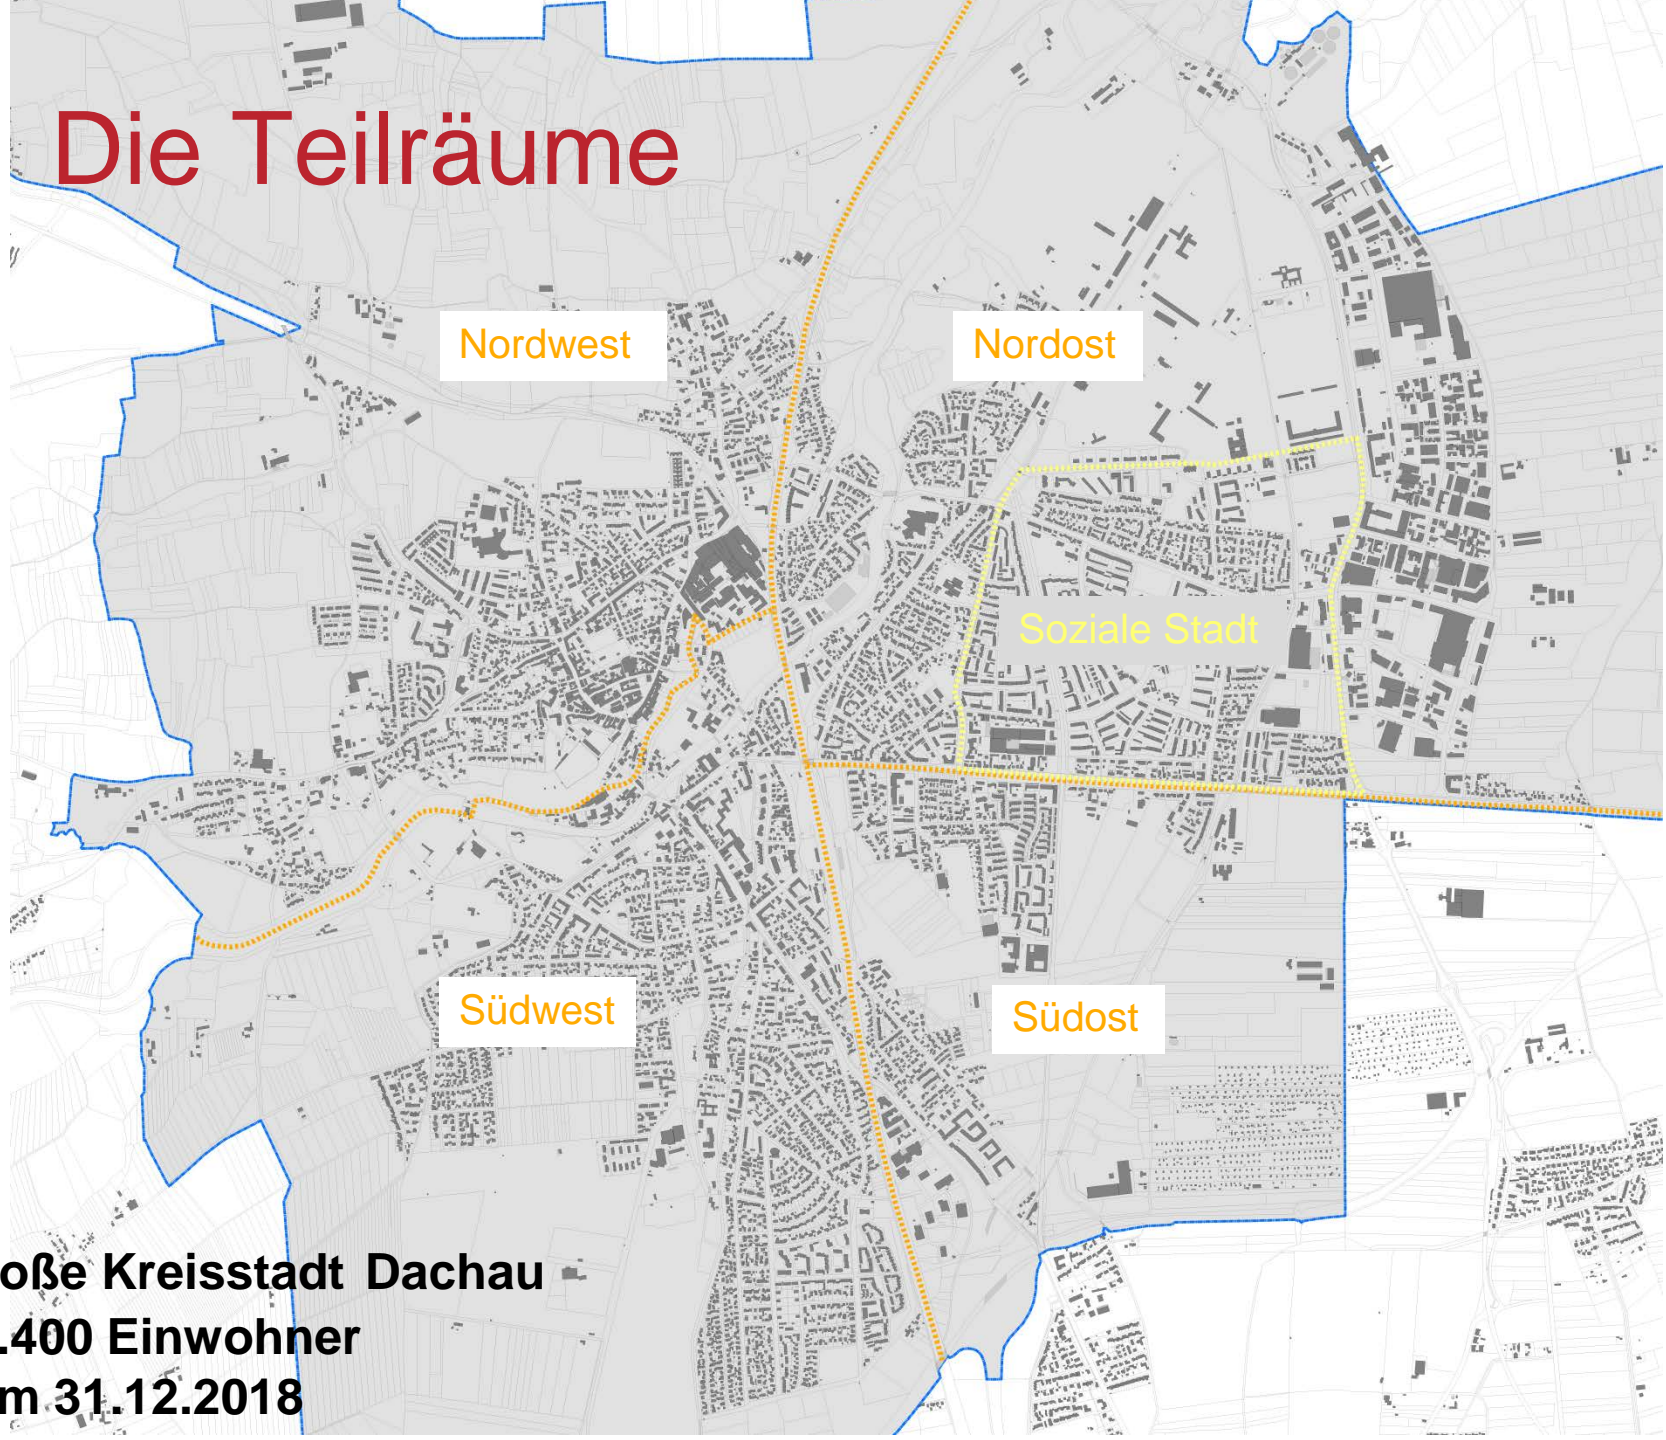 Die Teilräume
Nordwest
Nordost
Soziale Stadt
Südwest
Südost
oße Kreisstadt Dachau
.400 Einwohner
m 31.12.2018